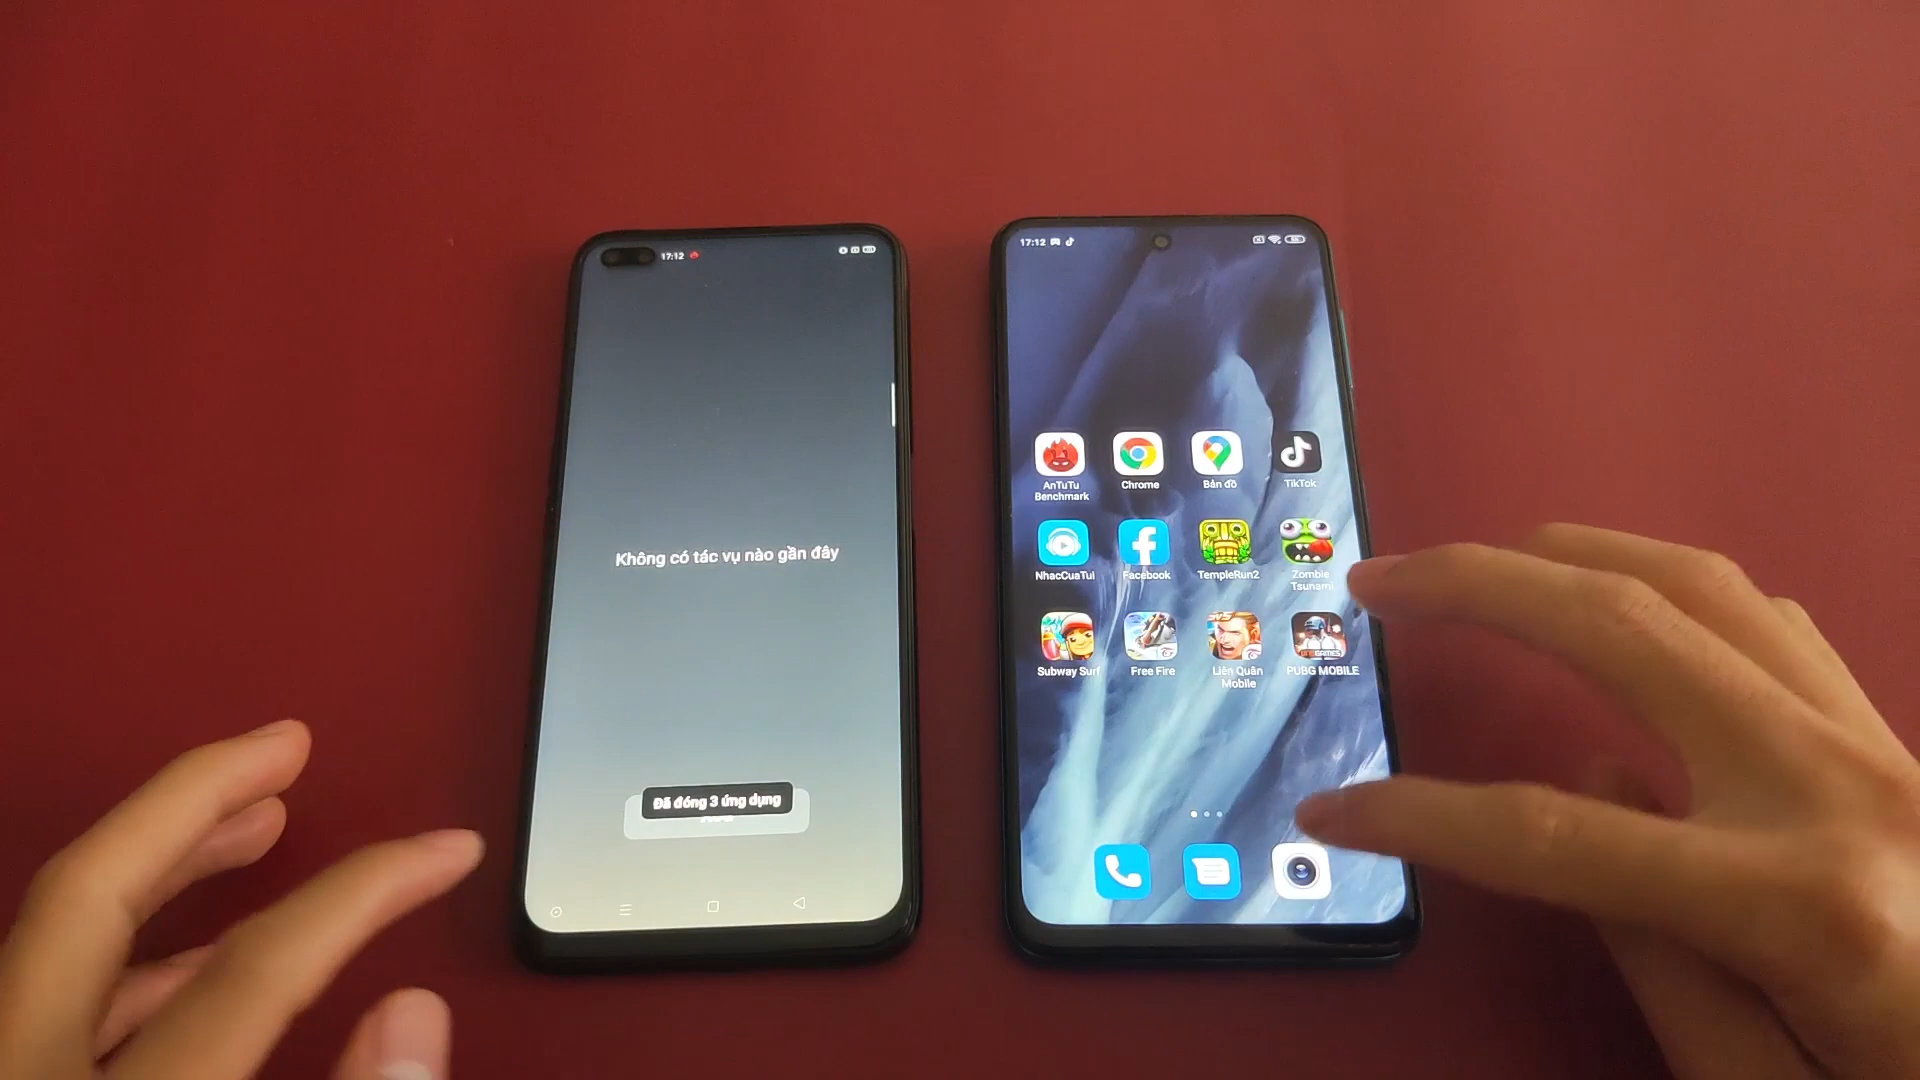 17:12
Không có tác vụ nào gần đây
Đã đóng 3 ứng dụng
17:12
AnTuTu
Benchmark
Chrome
Bản đồ
TikTok
NhacCuaTui
Facebook
TempleRun2
Zombie
Tsunami
Subway Surf
Free Fire
Liên Quân
Mobile
PUBG MOBILE